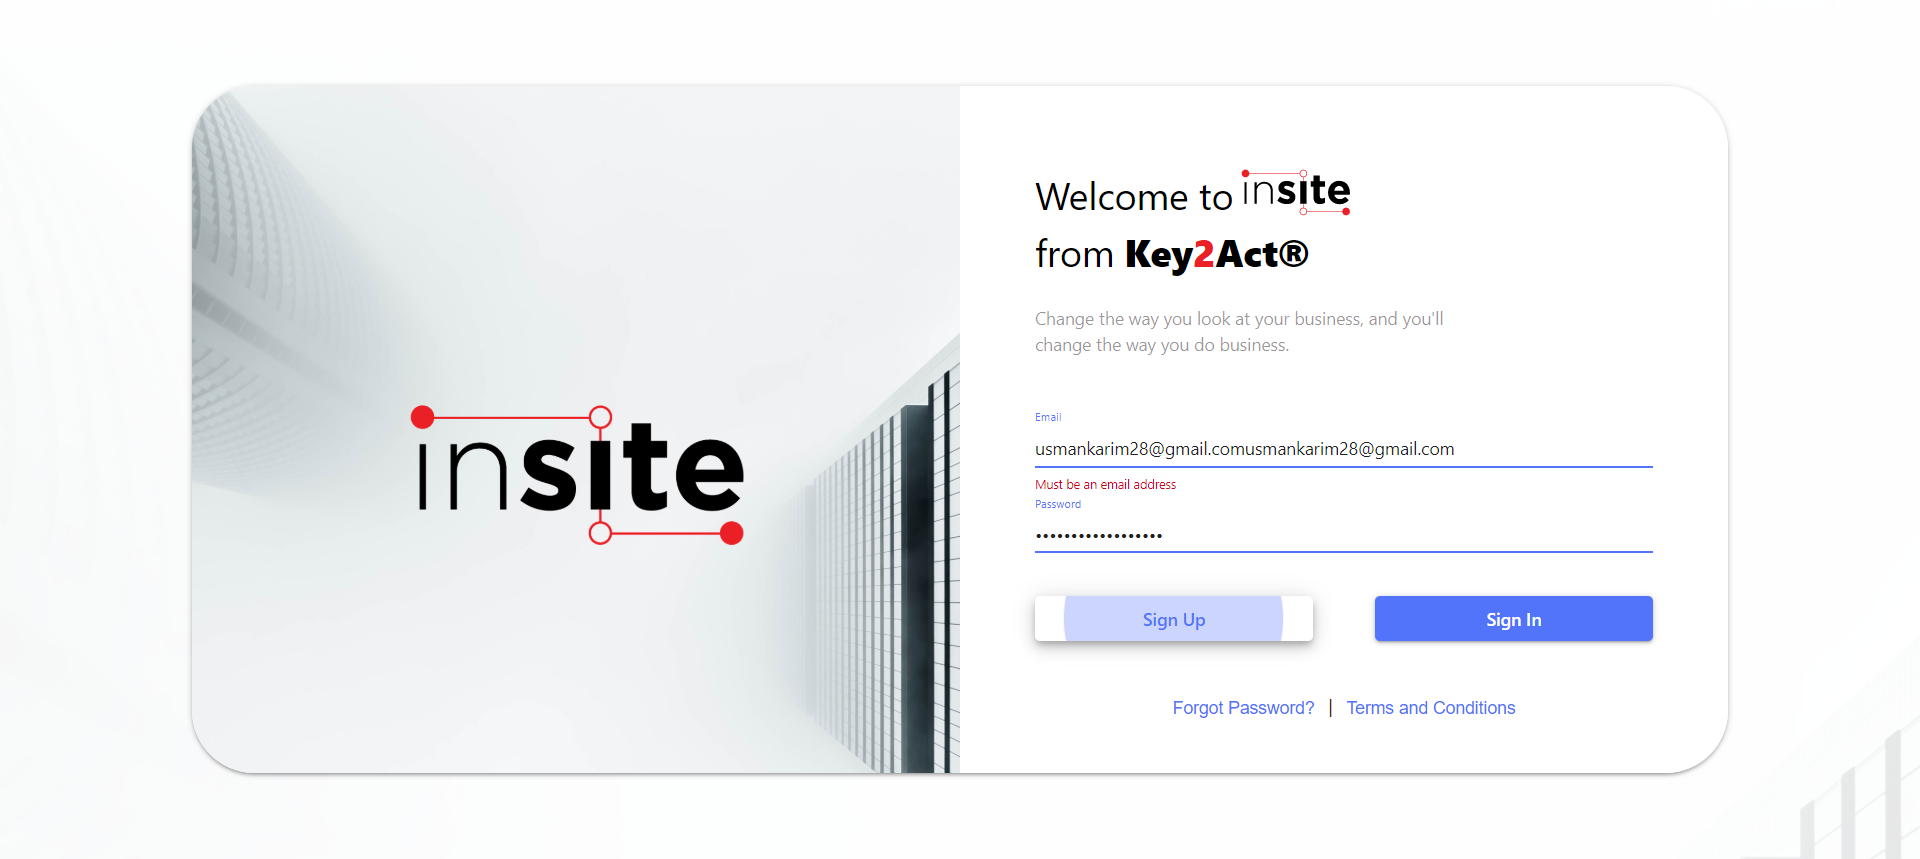 insite
Welcome to insite
from Key2Act®
Change the way you look at your business, and you'll
change the way you do business.
Email
usmankarim28@gmail.comusmankarim28@gmail.com
Must be an email address
Password
••••••••••••••••••
Sign Up
Sign In
Forgot Password? | Terms and Conditions